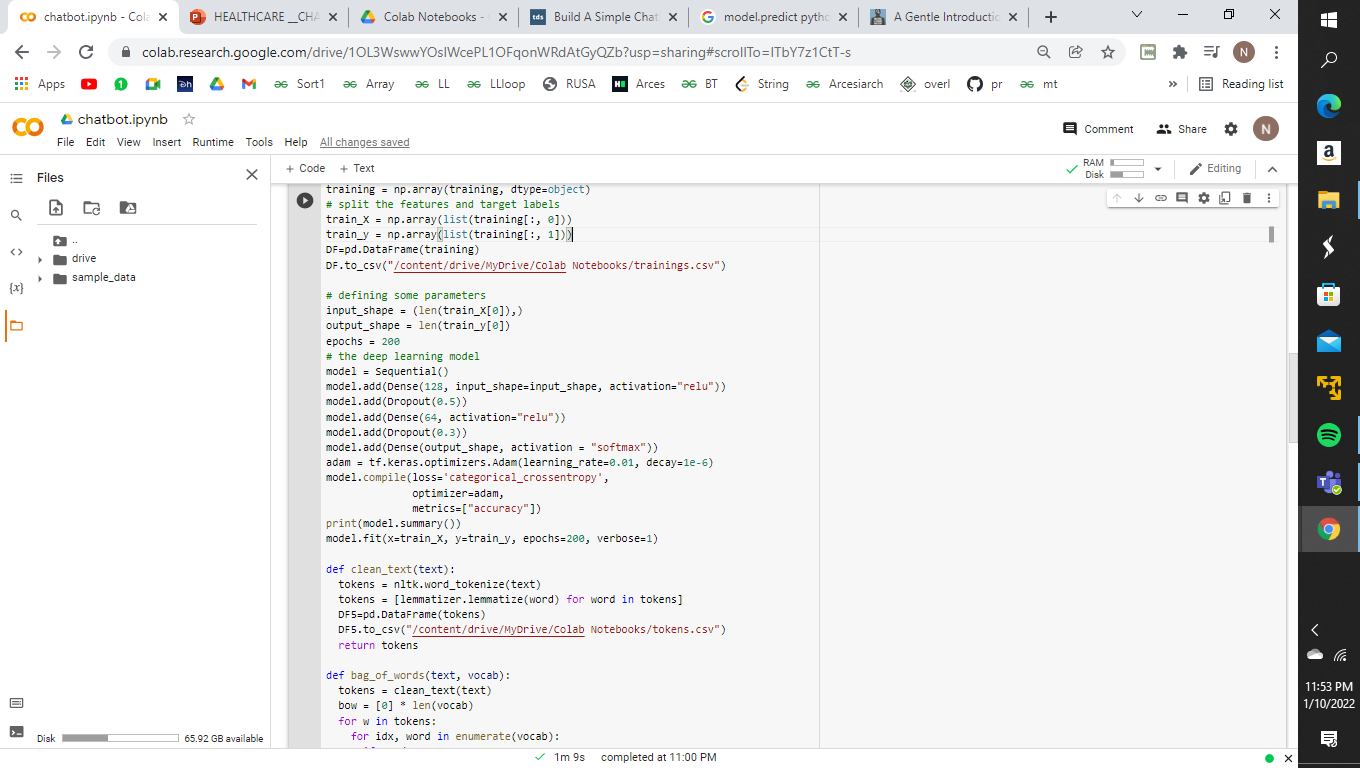 chatbot.ipynb - Cola
HEALTHCARE __CHA
Colab Notebooks -
tds Build A Simple Chat
model.predict pytho
A Gentle Introductio
colab.research.google.com/drive/1OL3WswwYOslWcePL1OFqonWRdAtGyQZb?usp=sharing#scrollTo=ITbY7z1CtT-s
N
Apps
Sort1
Array
LL
LLloop
RUSA
Arces
BT
String
Arcesiarch
overl
pr
mt
»
Reading list
chatbot.ipynb
File Edit View Insert Runtime Tools Help All changes saved
Comment
Share
N
+ Code + Text
RAM
Disk
Editing
Files
..
drive
sample_data
{x}
training = np.array(training, dtype=object)
# split the features and target labels
train_X = np.array(list(training[:, 0]))
train_y = np.array(list(training[:, 1]))
DF=pd.DataFrame(training)
DF.to_csv("/content/drive/MyDrive/Colab Notebooks/trainings.csv")
# defining some parameters
input_shape = (len(train_X[0]),)
output_shape = len(train_y[0])
epochs = 200
# the deep learning model
model = Sequential()
model.add(Dense(128, input_shape=input_shape, activation="relu"))
model.add(Dropout(0.5))
model.add(Dense(64, activation="relu"))
model.add(Dropout(0.3))
model.add(Dense(output_shape, activation = "softmax"))
adam = tf.keras.optimizers.Adam(learning_rate=0.01, decay=1e-6)
model.compile(loss='categorical_crossentropy',
optimizer=adam,
metrics=["accuracy"])
print(model.summary())
model.fit(x=train_X, y=train_y, epochs=200, verbose=1)
def clean_text(text):
tokens = nltk.word_tokenize(text)
tokens = [lemmatizer.lemmatize(word) for word in tokens]
DF5=pd.DataFrame(tokens)
DF5.to_csv("/content/drive/MyDrive/Colab Notebooks/tokens.csv")
return tokens
def bag_of_words(text, vocab):
tokens = clean_text(text)
bow = [0] * len(vocab)
for w in tokens:
for idx, word in enumerate(vocab):
Disk
65.92 GB available
1m 9s completed at 11:00 PM
11:53 PM
1/10/2022